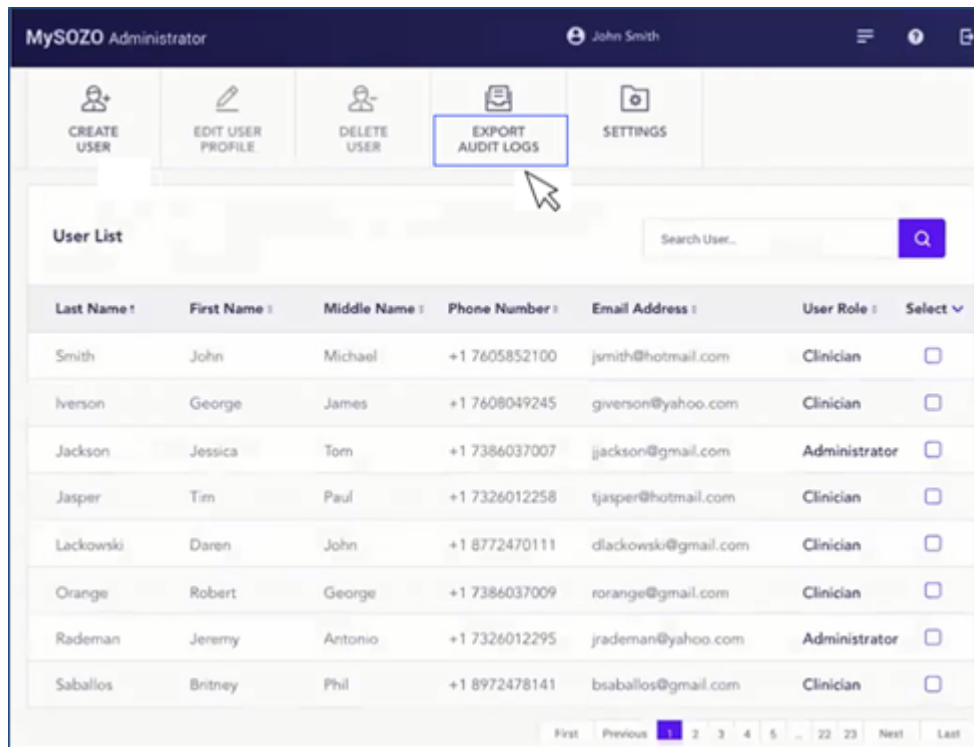 MySOZO Administrator John Smith
CREATE USER
EDIT USER PROFILE
DELETE USER
EXPORT AUDIT LOGS
SETTINGS
User List Search User...
Last Name First Name Middle Name Phone Number Email Address User Role Select
Smith John Michael +1 7605852100 jsmith@hotmail.com Clinician
Iverson George James +1 7608049245 giverson@yahoo.com Clinician
Jackson Jessica Tom +1 7386037007 jjackson@gmail.com Administrator
Jasper Tim Paul +1 7326012258 tjasper@hotmail.com Clinician
Lackowski Daren John +1 8772470111 dlackowski@gmail.com Clinician
Orange Robert George +1 7386037009 rorange@gmail.com Clinician
Rademan Jeremy Antonio +1 7326012295 jrademan@yahoo.com Administrator
Saballos Britney Phil +1 8972478141 bsaballos@gmail.com Clinician
First Previous 1 2 3 4 5 .. 22 23 Next Last